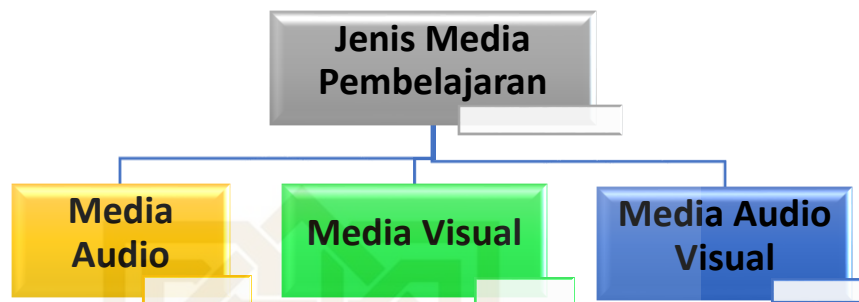 Jenis Media
Pembelajaran
Media
Audio
Media Visual
Media Audio
Visual